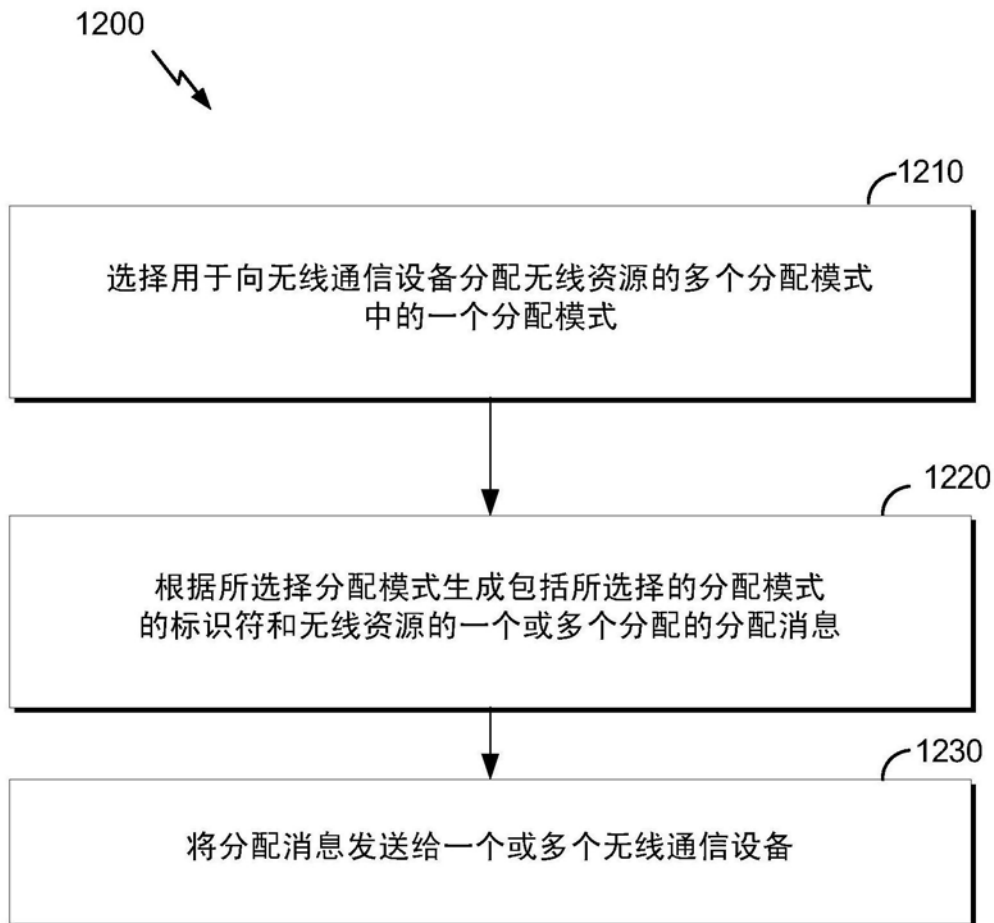 1200
1210
选择用于向无线通信设备分配无线资源的多个分配模式
中的一个分配模式
1220
根据所选择分配模式生成包括所选择的分配模式
的标识符和无线资源的一个或多个分配的分配消息
1230
将分配消息发送给一个或多个无线通信设备